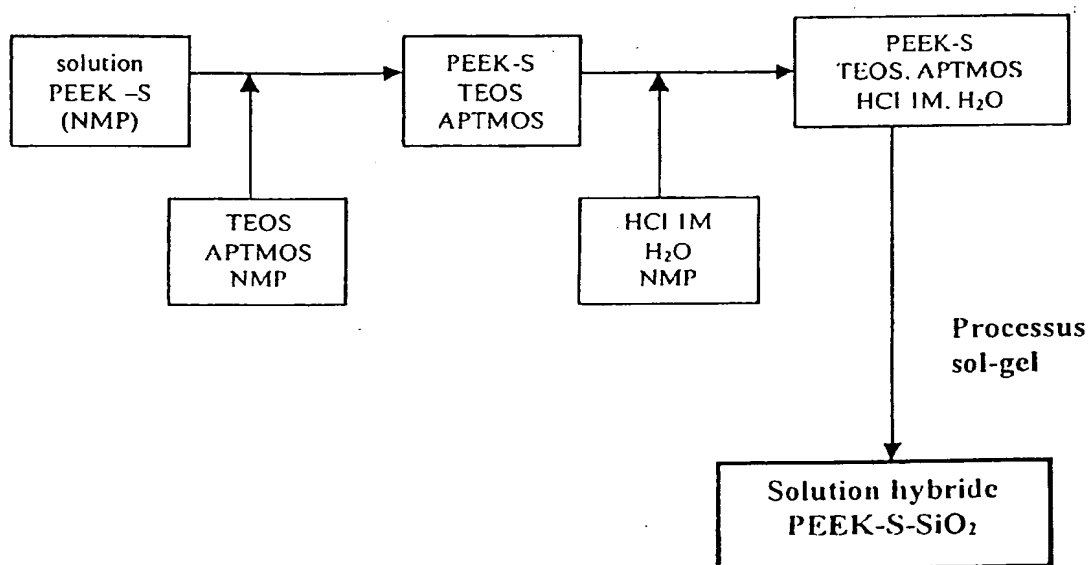 solution
PEEK –S
(NMP)
PEEK-S
TEOS
APTMOS
PEEK-S
TEOS. APTMOS
HCl 1M. H₂O
TEOS
APTMOS
NMP
HCl 1M
H₂O
NMP
Processus
sol-gel
Solution hybride
PEEK-S-SiO₂